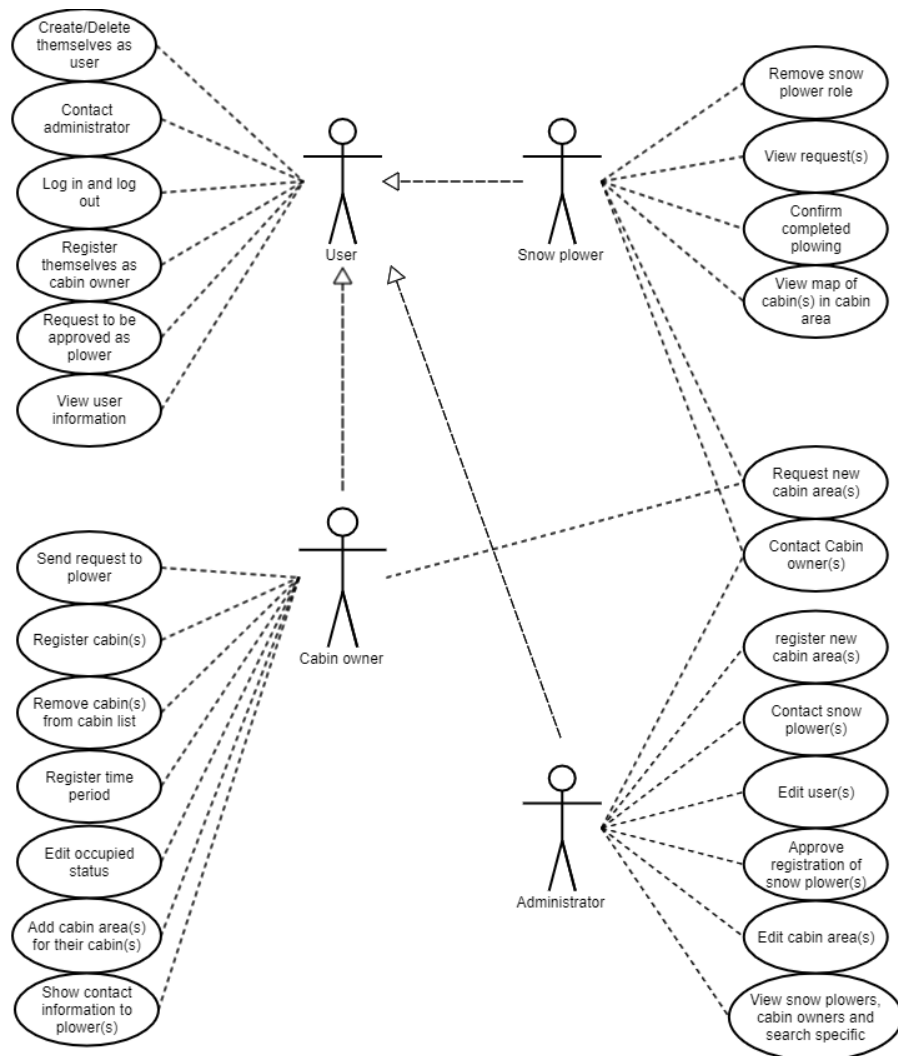 Create/Delete
themselves as
user
Contact
administrator
Log in and log
out
Register
themselves as
cabin owner
Request to be
approved as
plower
View user
information
User
Snow plower
Remove snow
plower role
View request(s)
Confirm
completed
plowing
View map of
cabin(s) in cabin
area
Request new
cabin area(s)
Contact Cabin
owner(s)
Send request to
plower
Register cabin(s)
Remove cabin(s)
from cabin list
Register time
period
Edit occupied
status
Add cabin area(s)
for their cabin(s)
Show contact
information to
plower(s)
Cabin owner
Administrator
register new
cabin area(s)
Contact snow
plower(s)
Edit user(s)
Approve
registration of
snow plower(s)
Edit cabin area(s)
View snow plowers,
cabin owners and
search specific